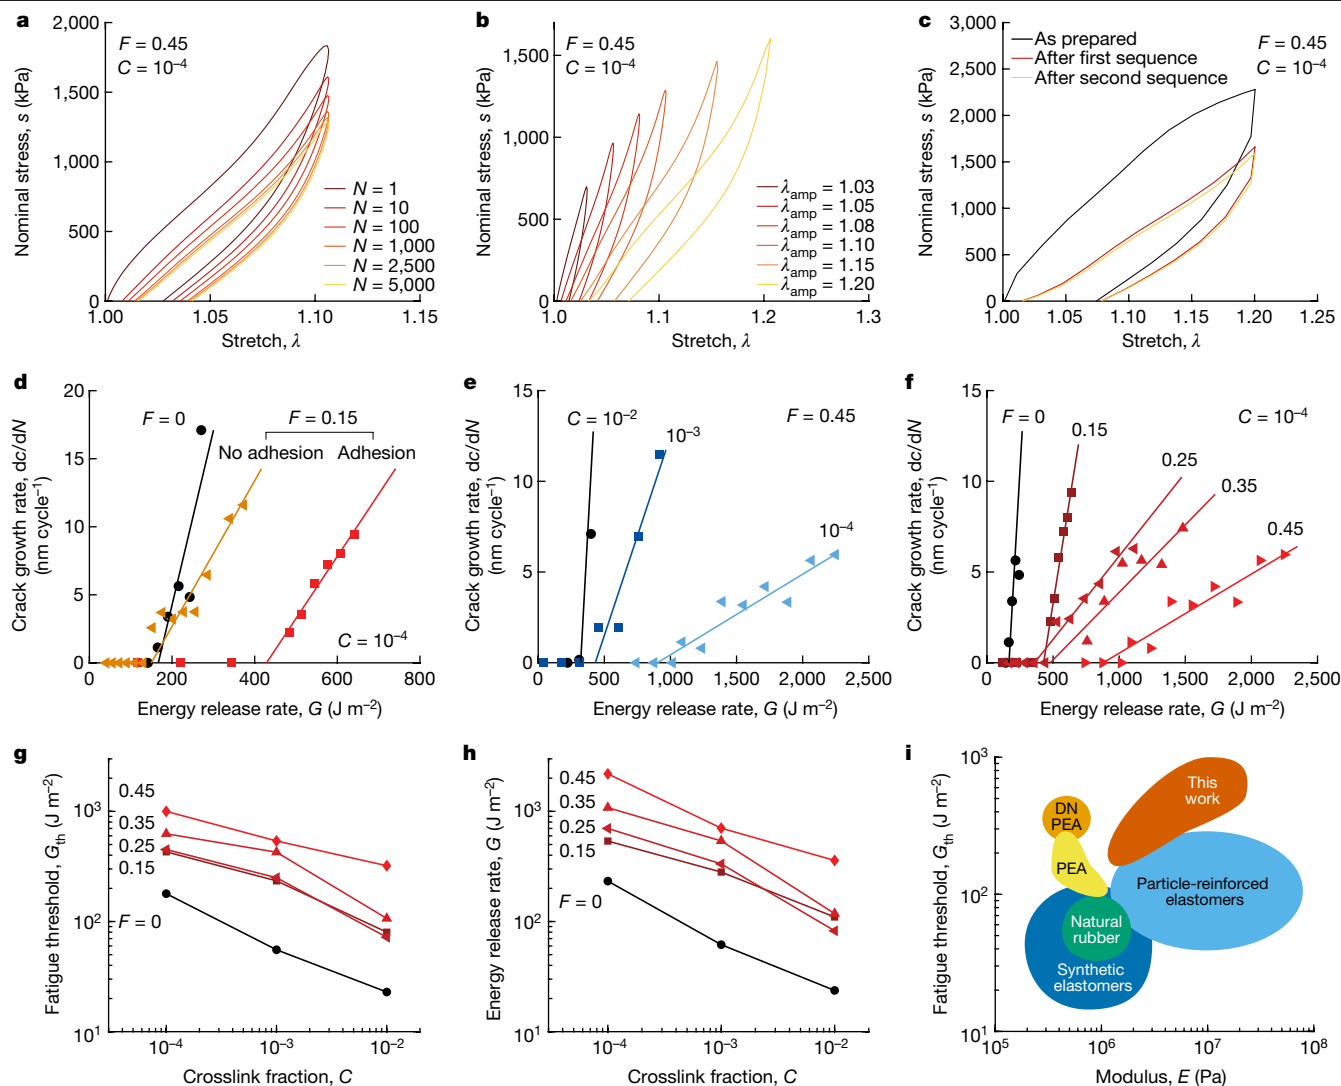 a
2,000
F = 0.45
C = 10⁻⁴
1,500
1,000
500
0
Nominal stress, s (kPa)
N = 1
N = 10
N = 100
N = 1,000
N = 2,500
N = 5,000
1.00
1.05
1.10
1.15
Stretch, λ
b
F = 0.45
C = 10⁻⁴
1,500
1,000
500
0
Nominal stress, s (kPa)
λamp = 1.03
λamp = 1.05
λamp = 1.08
λamp = 1.10
λamp = 1.15
λamp = 1.20
1.0
1.1
1.2
1.3
Stretch, λ
c
3,000
2,500
2,000
1,500
1,000
500
0
Nominal stress, s (kPa)
As prepared
After first sequence
After second sequence
F = 0.45
C = 10⁻⁴
1.00
1.05
1.10
1.15
1.20
1.25
Stretch, λ
d
20
15
10
5
0
Crack growth rate, dc/dN
(nm cycle⁻¹)
F = 0
F = 0.15
No adhesion
Adhesion
C = 10⁻⁴
0
200
400
600
800
Energy release rate, G (J m⁻²)
e
15
10
5
0
Crack growth rate, dc/dN
(nm cycle⁻¹)
C = 10⁻²
10⁻³
F = 0.45
10⁻⁴
0
500
1,000
1,500
2,000
2,500
Energy release rate, G (J m⁻²)
f
15
10
5
0
Crack growth rate, dc/dN
(nm cycle⁻¹)
F = 0
0.15
C = 10⁻⁴
0.25
0.35
0.45
0
500
1,000
1,500
2,000
2,500
Energy release rate, G (J m⁻²)
g
10³
10²
10¹
Fatigue threshold, Gth (J m⁻²)
0.45
0.35
0.25
0.15
F = 0
10⁻⁴
10⁻³
10⁻²
Crosslink fraction, C
h
10³
10²
10¹
Energy release rate, G (J m⁻²)
0.45
0.35
0.25
0.15
F = 0
10⁻⁴
10⁻³
10⁻²
Crosslink fraction, C
i
10³
10²
10¹
Fatigue threshold, Gth (J m⁻²)
This
work
DN
PEA
PEA
Particle-reinforced
elastomers
Natural
rubber
Synthetic
elastomers
10⁵
10⁶
10⁷
10⁸
Modulus, E (Pa)